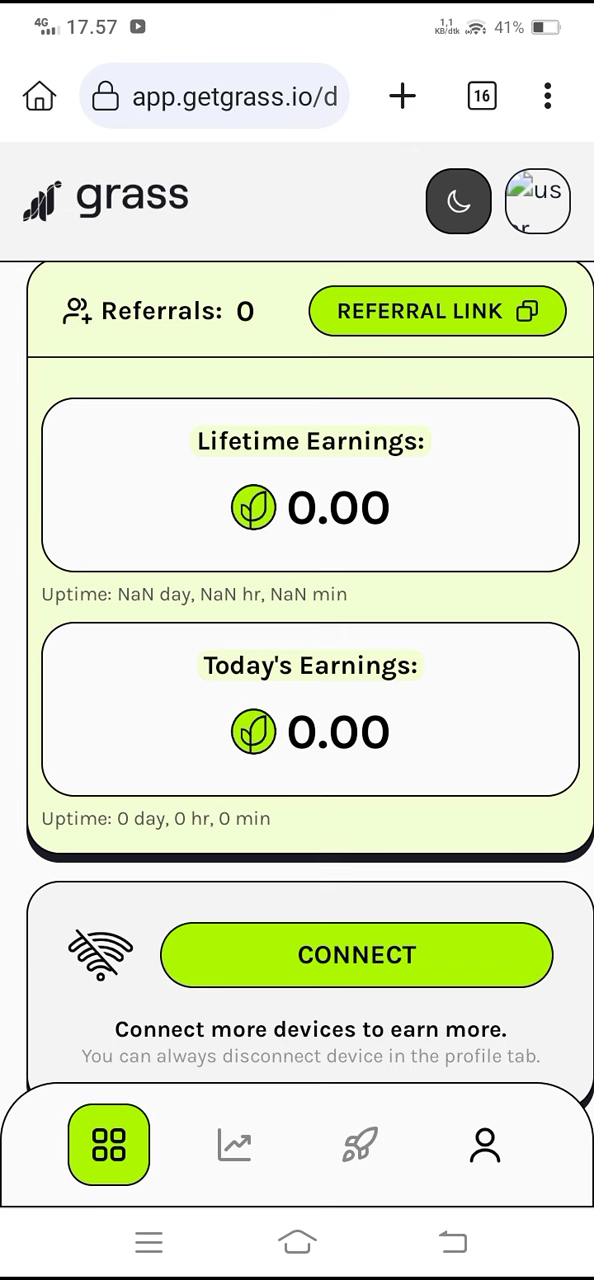 4G 17.57 1,1 KB/dtk 41%
app.getgrass.io/d 16
grass us
er
Referrals: 0 REFERRAL LINK
Lifetime Earnings:
0.00
Uptime: NaN day, NaN hr, NaN min
Today's Earnings:
0.00
Uptime: 0 day, 0 hr, 0 min
CONNECT
Connect more devices to earn more.
You can always disconnect device in the profile tab.